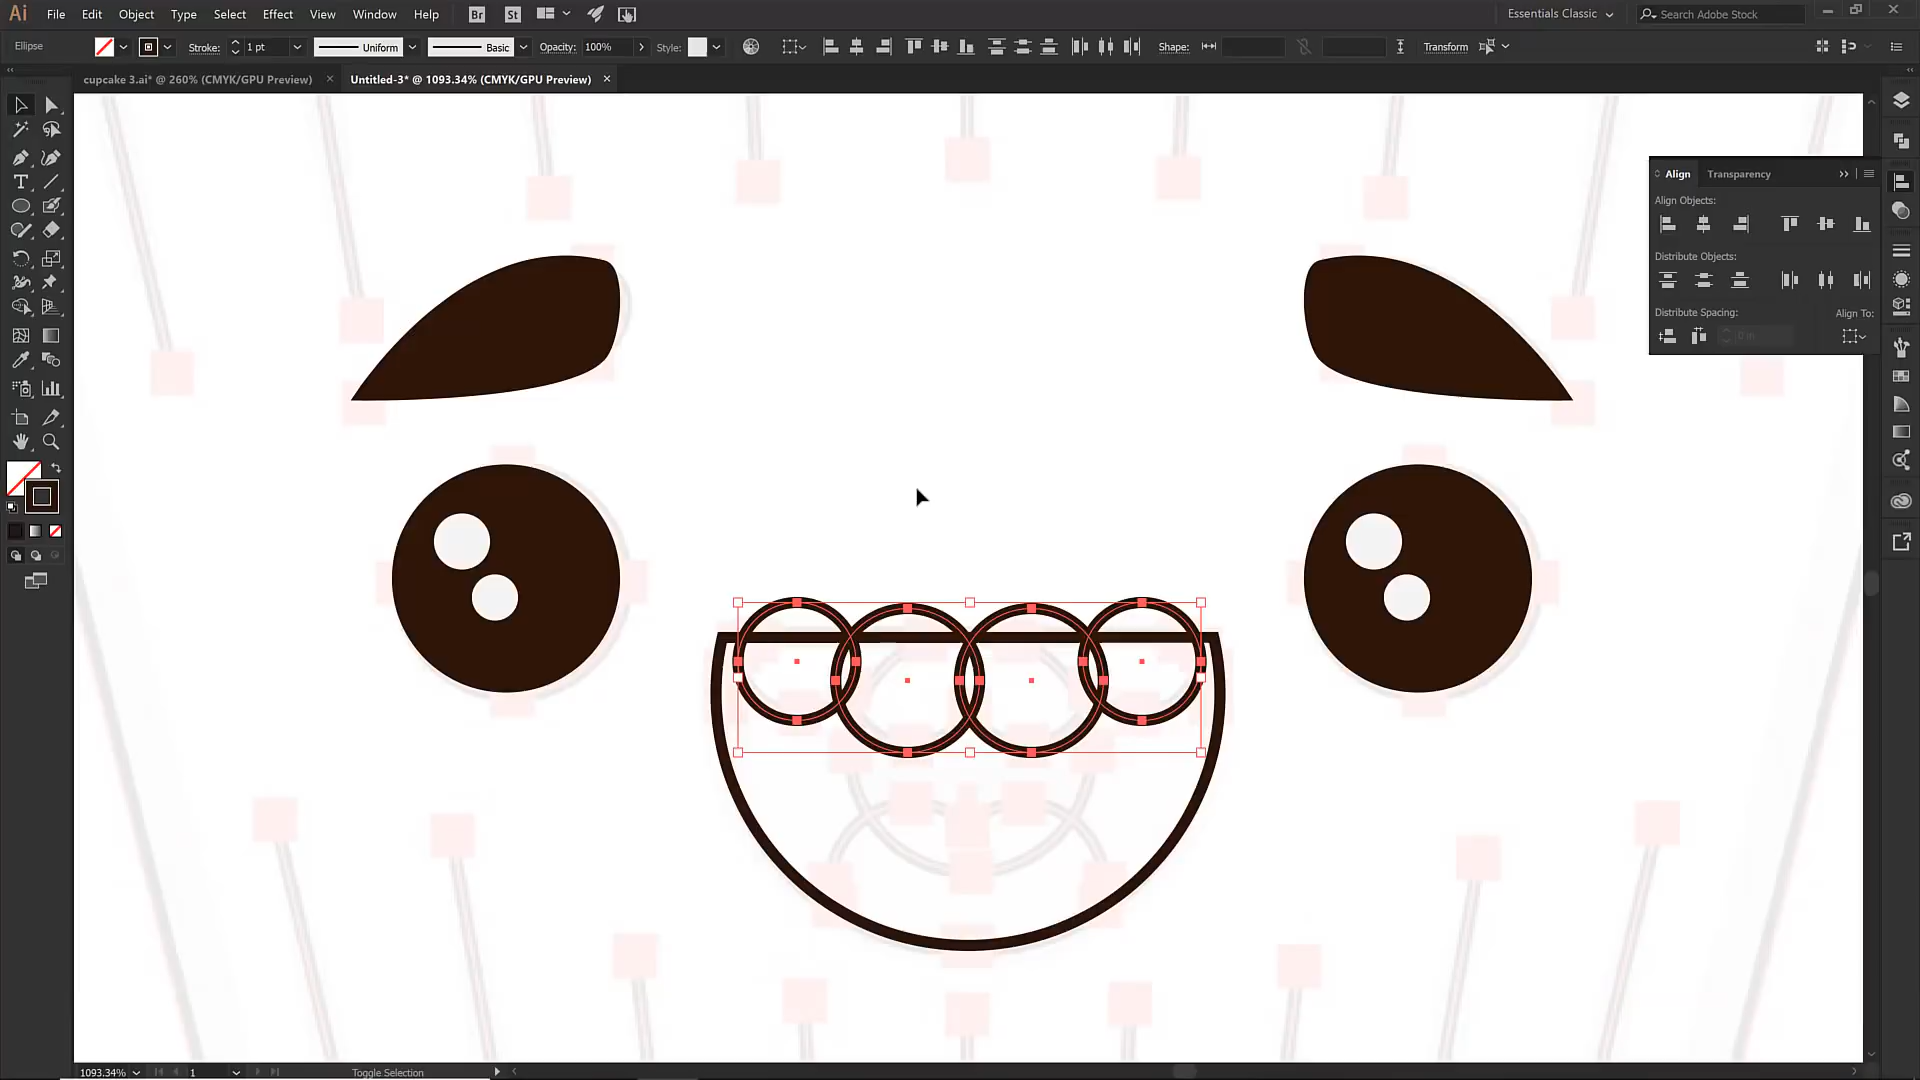 Ai File Edit Object Type Select Effect View Window Help Br St Essentials Classic Search Adobe Stock
Ellipse Stroke: 1 pt Uniform Basic Opacity: 100% Style: Shape: Transform
cupcake 3.ai* @ 260% (CMYK/GPU Preview) × Untitled-3* @ 1093.34% (CMYK/GPU Preview) ×
Align Transparency
Align Objects:
Distribute Objects:
Distribute Spacing: Align To:
1093.34% 1 Toggle Selection